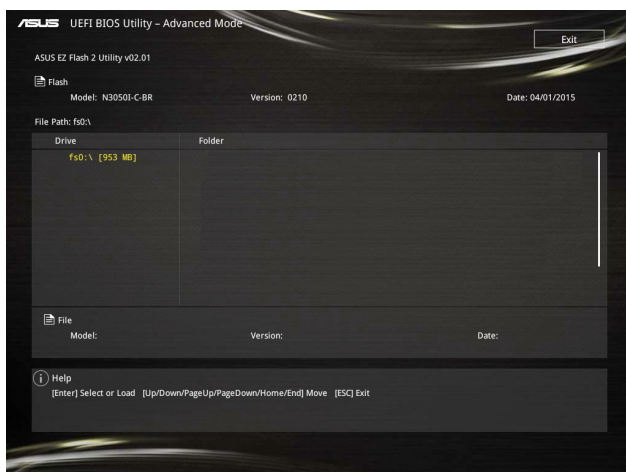 ASUS UEFI BIOS Utility – Advanced Mode
Exit
ASUS EZ Flash 2 Utility v02.01
Flash
Model: N3050I-C-BR Version: 0210 Date: 04/01/2015
File Path: fs0:\
Drive Folder
fs0:\ [953 MB]
File
Model: Version: Date:
Help
[Enter] Select or Load [Up/Down/PageUp/PageDown/Home/End] Move [ESC] Exit